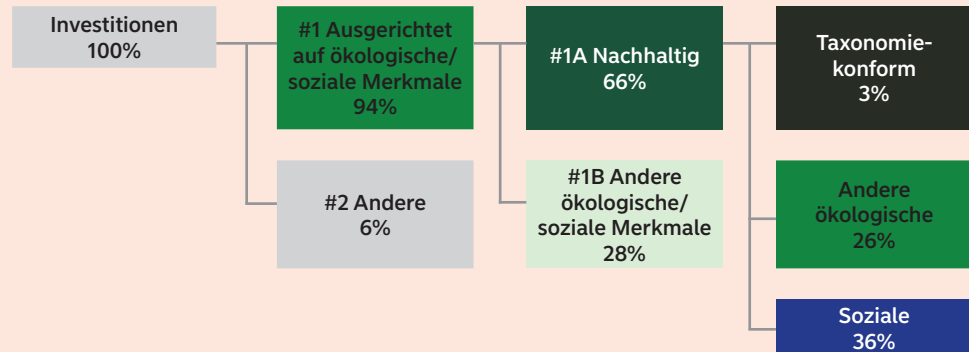 Investitionen
100%
#1 Ausgerichtet
auf ökologische/
soziale Merkmale
94%
#1A Nachhaltig
66%
Taxonomie-
konform
3%
#2 Andere
6%
#1B Andere
ökologische/
soziale Merkmale
28%
Andere
ökologische
26%
Soziale
36%